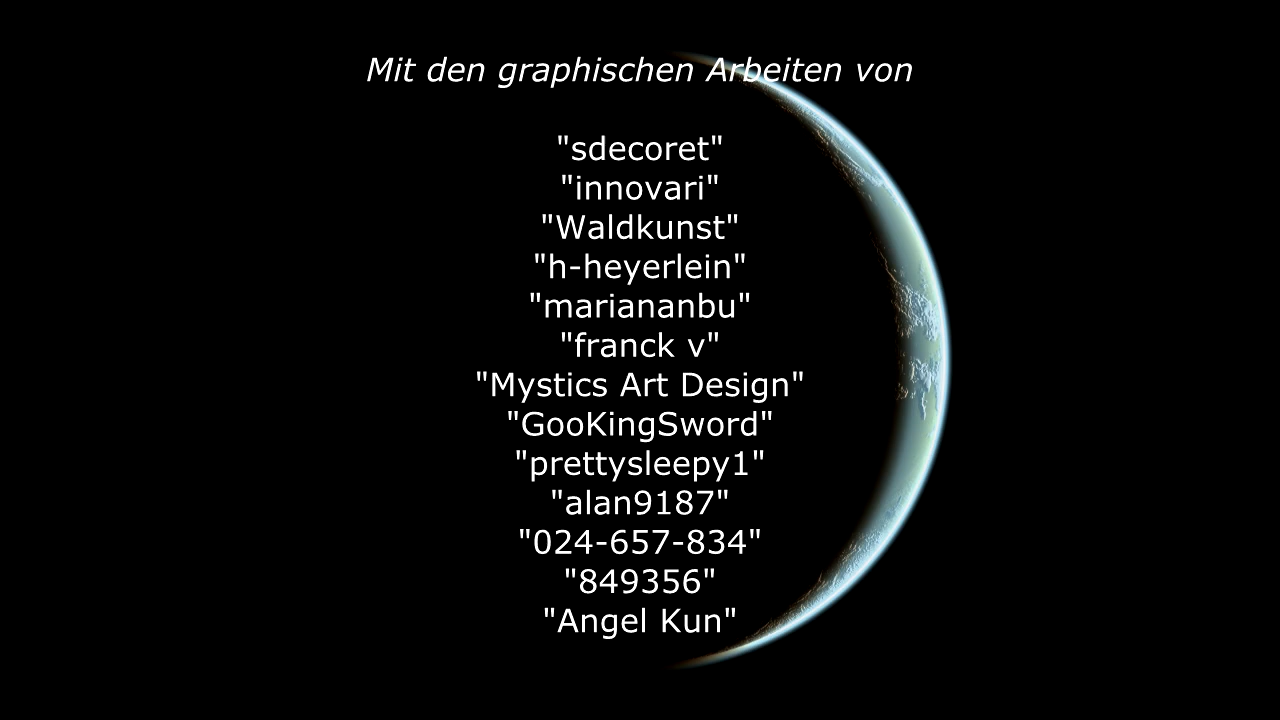 Mit den graphischen Arbeiten von
"sdecoret"
"innovari"
"Waldkunst"
"h-heyerlein"
"mariananbu"
"franck v"
"Mystics Art Design"
"GooKingSword"
"prettysleepy1"
"alan9187"
"024-657-834"
"849356"
"Angel Kun"